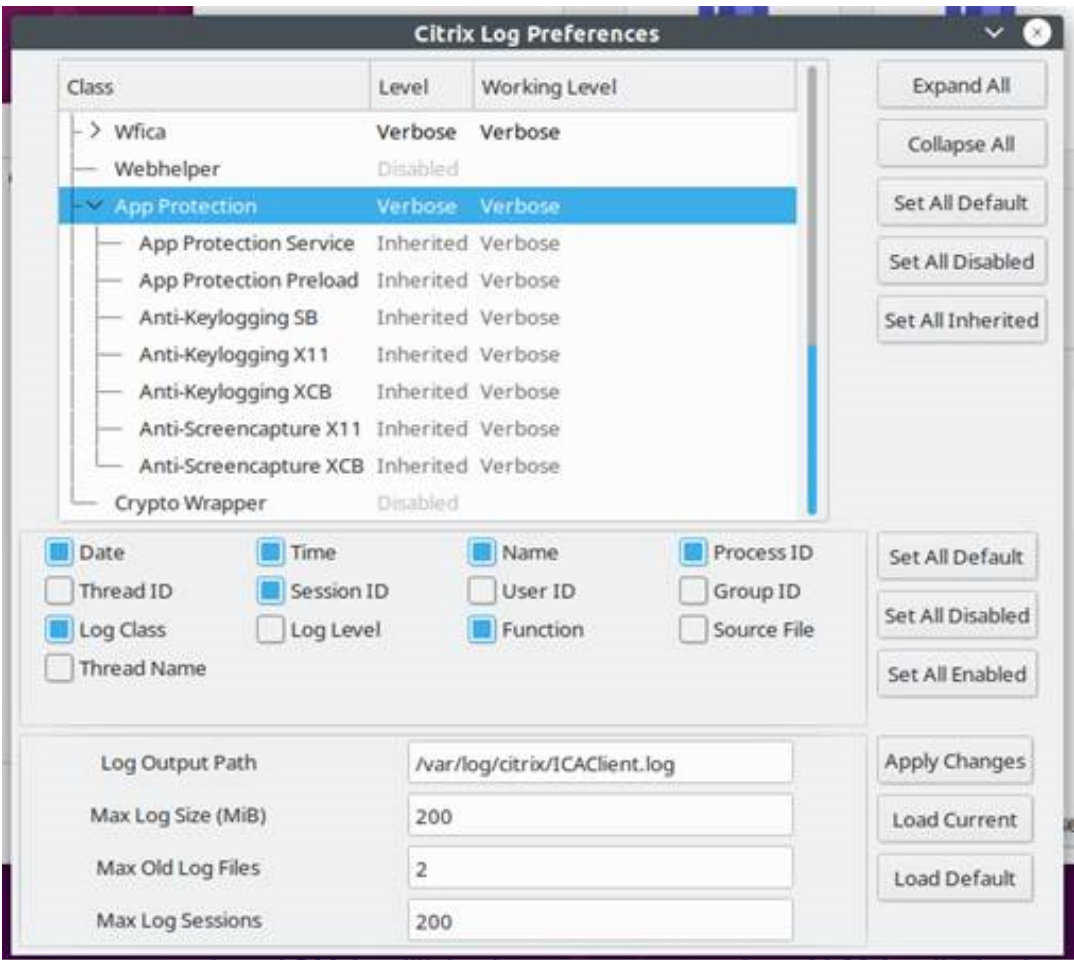 Citrix Log Preferences
Class Level Working Level
Wfica Verbose Verbose
Webhelper Disabled
App Protection Verbose Verbose
App Protection Service Inherited Verbose
App Protection Preload Inherited Verbose
Anti-Keylogging SB Inherited Verbose
Anti-Keylogging X11 Inherited Verbose
Anti-Keylogging XCB Inherited Verbose
Anti-Screencapture X11 Inherited Verbose
Anti-Screencapture XCB Inherited Verbose
Crypto Wrapper Disabled
Expand All
Collapse All
Set All Default
Set All Disabled
Set All Inherited
Date Time Name Process ID
Thread ID Session ID User ID Group ID
Log Class Log Level Function Source File
Thread Name
Set All Default
Set All Disabled
Set All Enabled
Log Output Path /var/log/citrix/ICAClient.log
Max Log Size (MiB) 200
Max Old Log Files 2
Max Log Sessions 200
Apply Changes
Load Current
Load Default